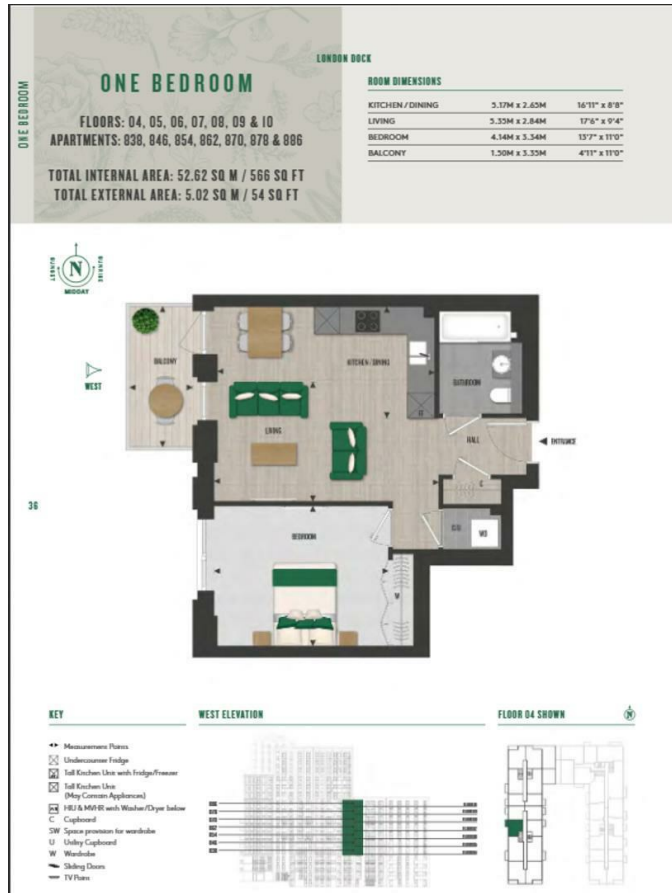 LONDON DOCK
ONE BEDROOM
ONE BEDROOM
FLOORS: 04, 05, 06, 07, 08, 09 & 10
APARTMENTS: 838, 846, 854, 862, 870, 878 & 886
TOTAL INTERNAL AREA: 52.62 SQ M / 566 SQ FT
TOTAL EXTERNAL AREA: 5.02 SQ M / 54 SQ FT
ROOM DIMENSIONS
KITCHEN / DINING 5.17M x 2.65M 16'11" x 8'8"
LIVING 5.35M x 2.84M 17'6" x 9'4"
BEDROOM 4.14M x 3.34M 13'7" x 11'0"
BALCONY 1.50M x 3.35M 4'11" x 11'0"
N
SUNSET
SUNRISE
MIDDAY
WEST
BALCONY
KITCHEN / DINING
BATHROOM
LIVING
HALL
ENTRANCE
C
BEDROOM
WD
W
36
KEY
Measurement Points
Undercounter Fridge
Tall Kitchen Unit with Fridge/Freezer
Tall Kitchen Unit
(May Contain Appliances)
HIU & MVHR with Washer/Dryer below
C Cupboard
SW Space provision for wardrobe
U Utility Cupboard
W Wardrobe
Sliding Doors
TV Points
WEST ELEVATION
FLOOR 04 SHOWN
N